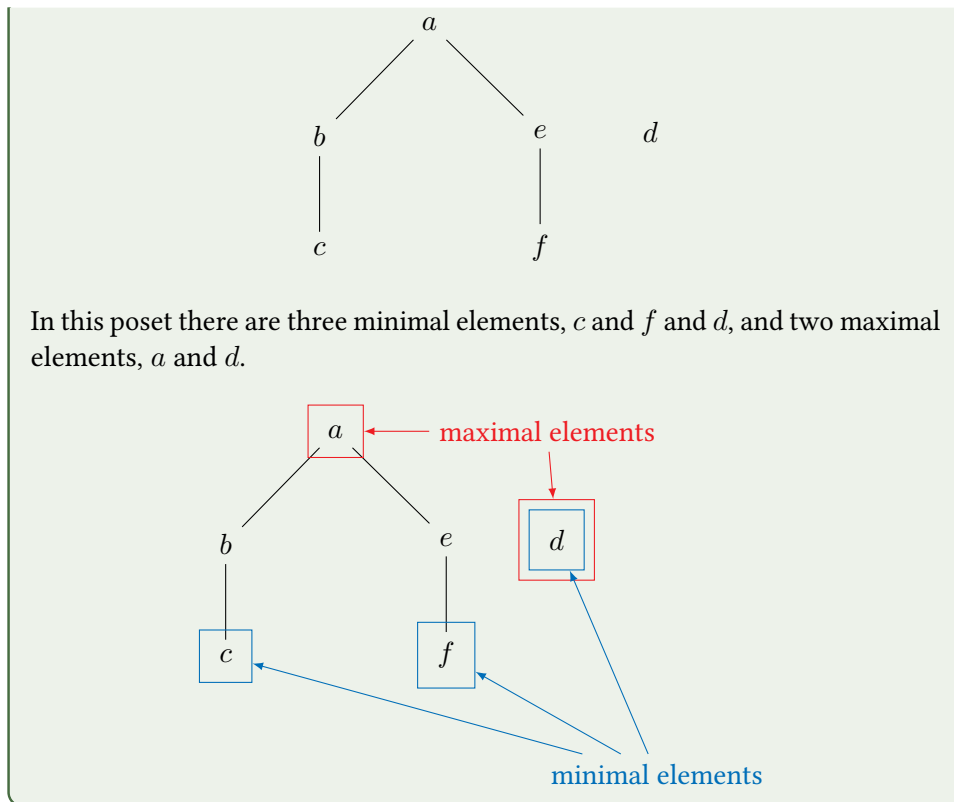 a
b e d
c f
In this poset there are three minimal elements, c and f and d, and two maximal
elements, a and d.
a maximal elements
b e d
c f
minimal elements